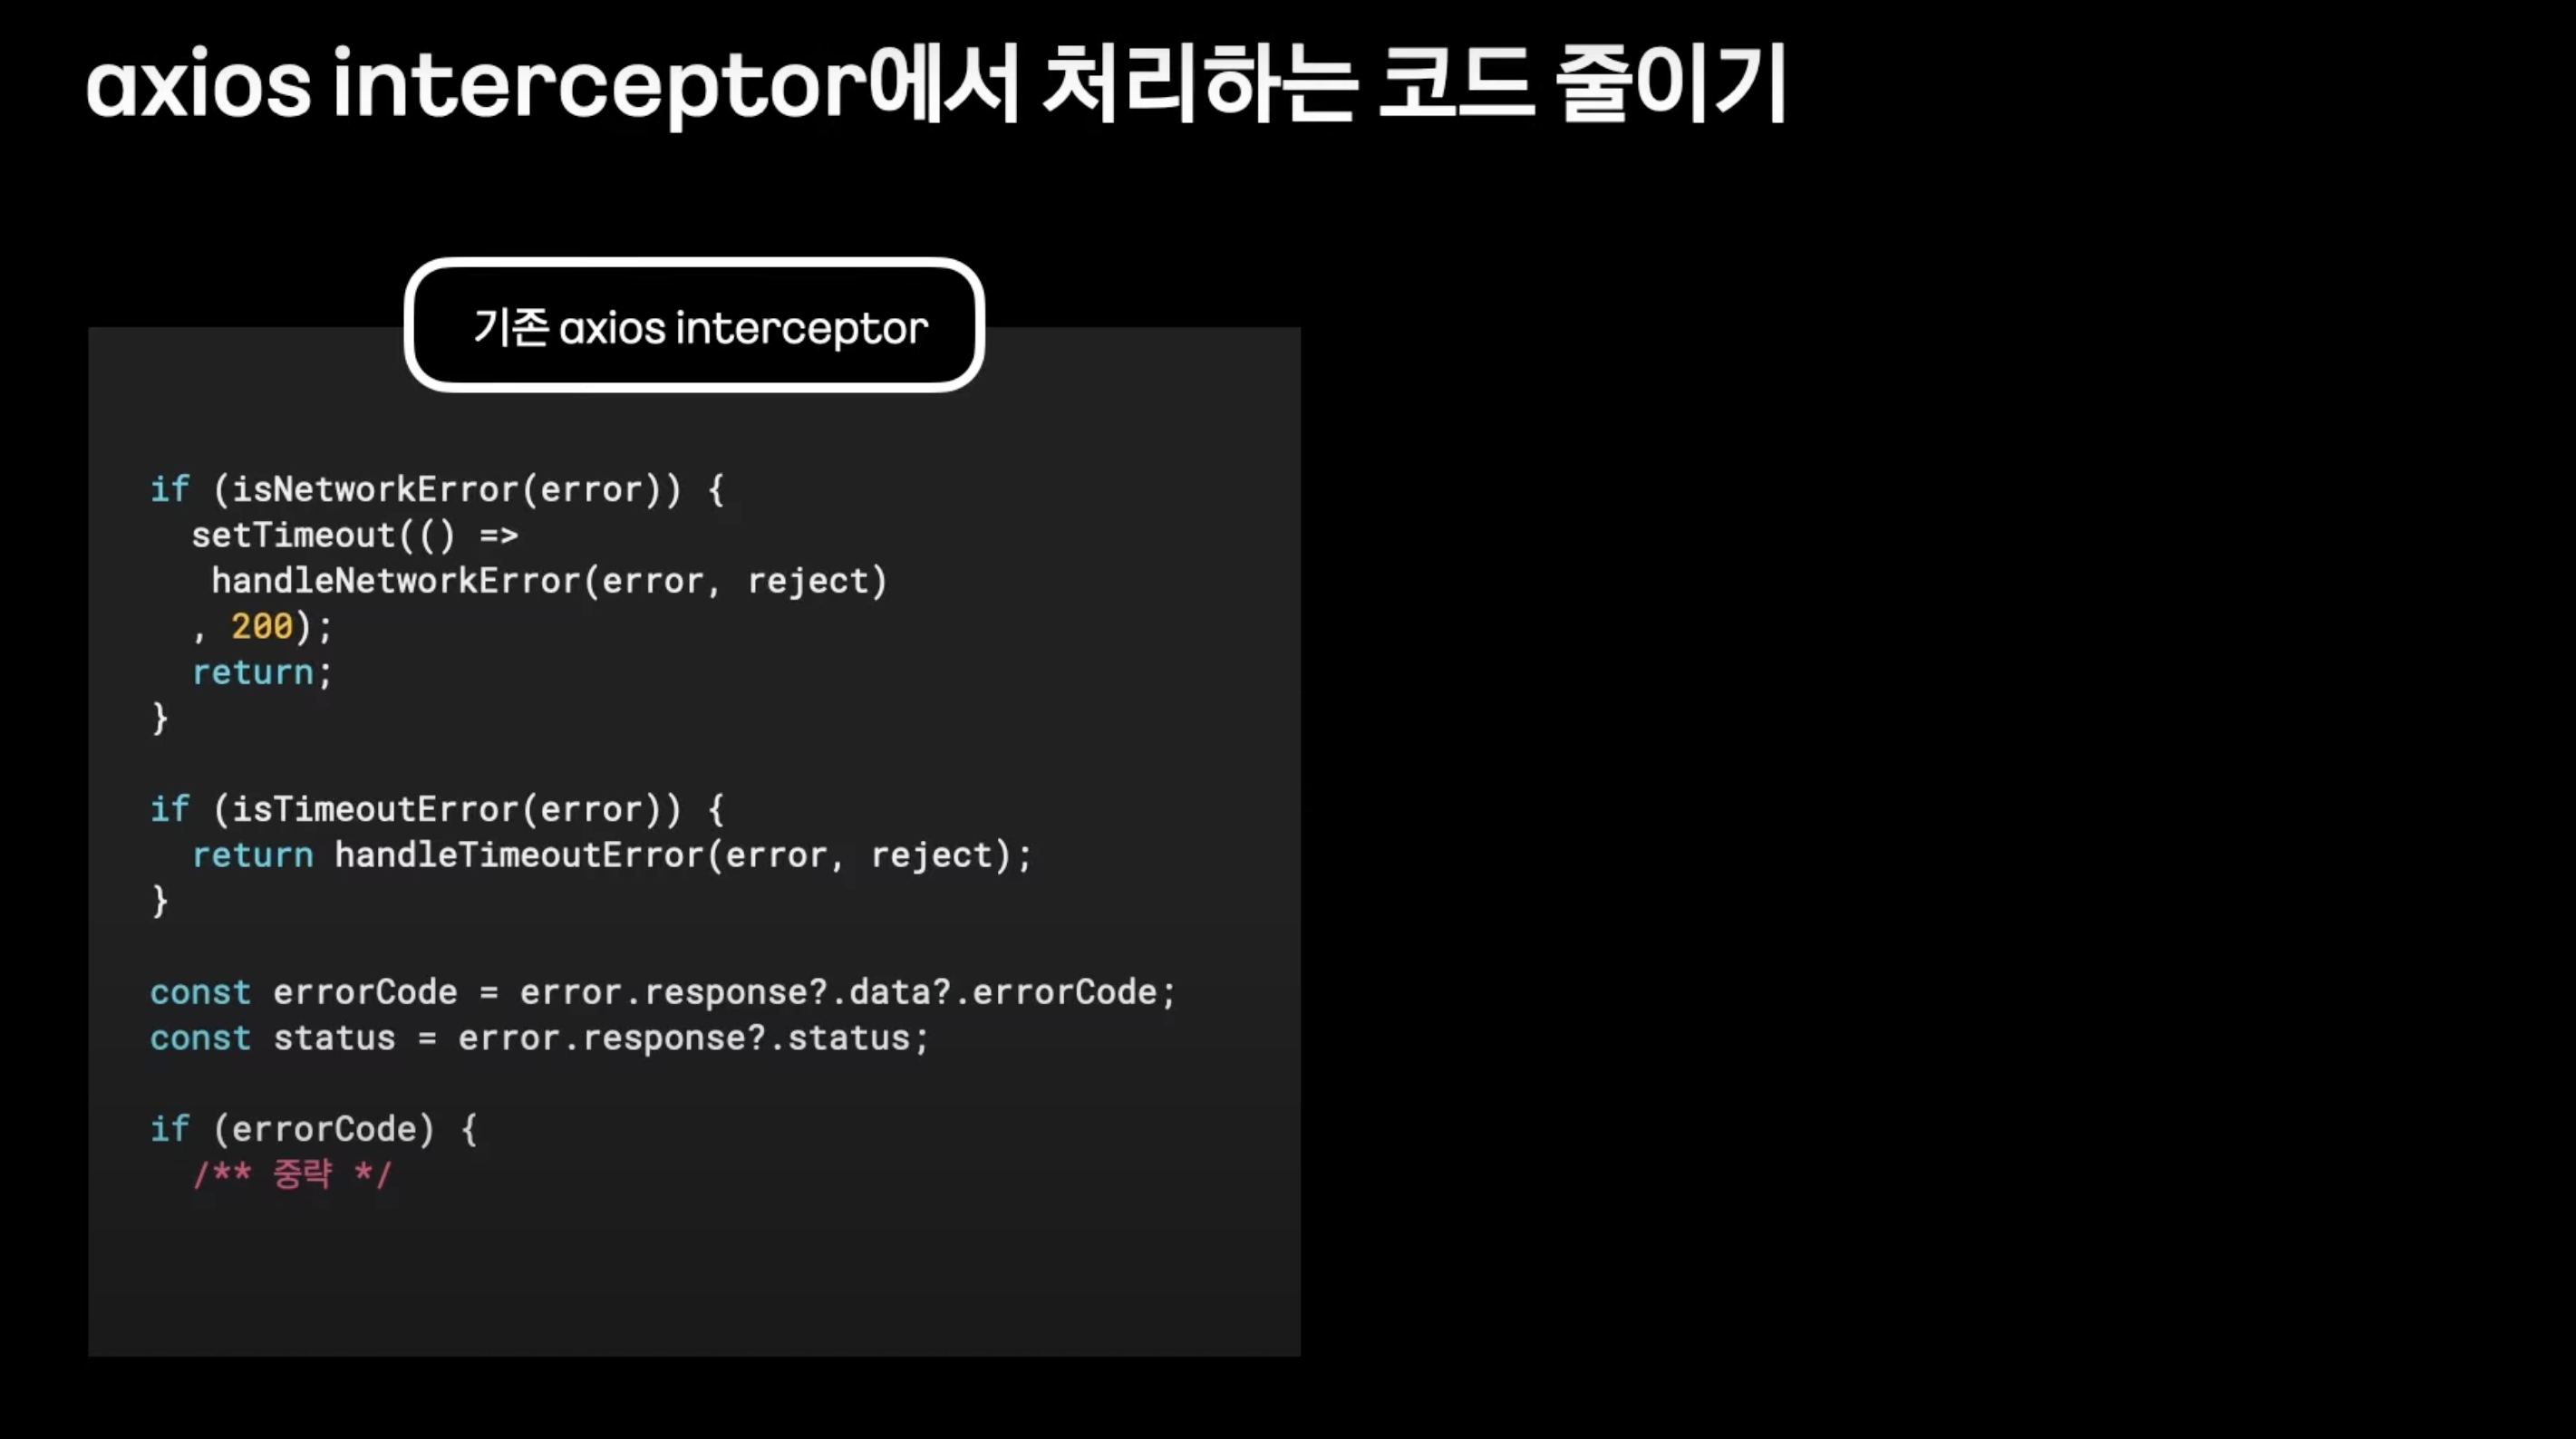 axios interceptor에서 처리하는 코드 줄이기
기존 axios interceptor
if (isNetworkError(error)) {
  setTimeout(() =>
   handleNetworkError(error, reject)
  , 200);
  return;
}
if (isTimeoutError(error)) {
  return handleTimeoutError(error, reject);
}
const errorCode = error.response?.data?.errorCode;
const status = error.response?.status;
if (errorCode) {
  /** 중략 */